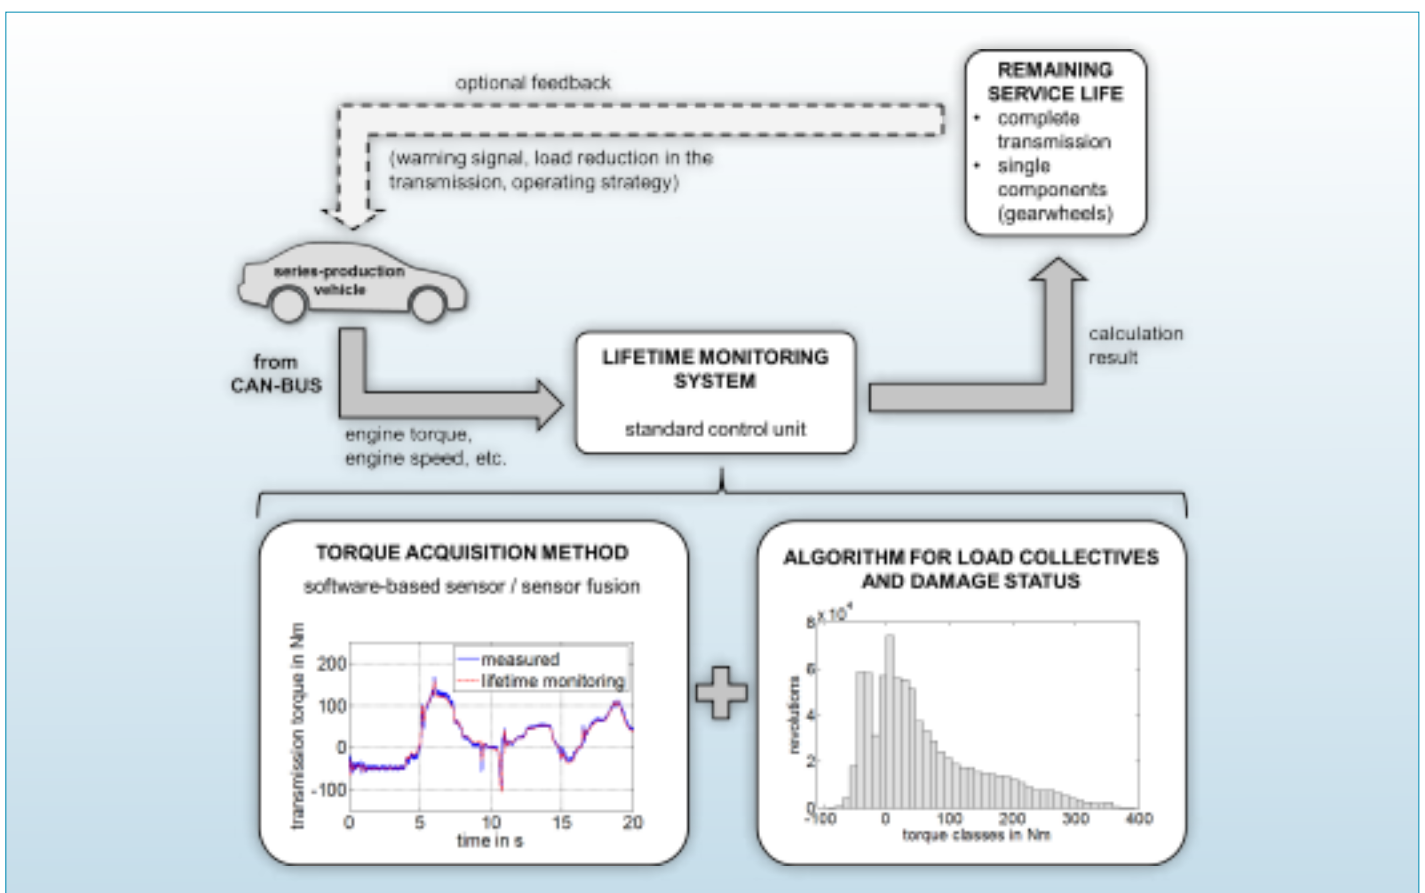 optional feedback
(warning signal, load reduction in the
transmission, operating strategy)
REMAINING
SERVICE LIFE
• complete
transmission
• single
components
(gearwheels)
series-production
vehicle
from
CAN-BUS
engine torque,
engine speed, etc.
LIFETIME MONITORING
SYSTEM
standard control unit
calculation
result
TORQUE ACQUISITION METHOD
software-based sensor / sensor fusion
transmission torque in Nm
200
100
0
-100
measured
lifetime monitoring
0 5 10 15 20
time in s
ALGORITHM FOR LOAD COLLECTIVES
AND DAMAGE STATUS
x 10⁴
revolutions
8
6
4
2
0
-100 0 100 200 300 400
torque classes in Nm